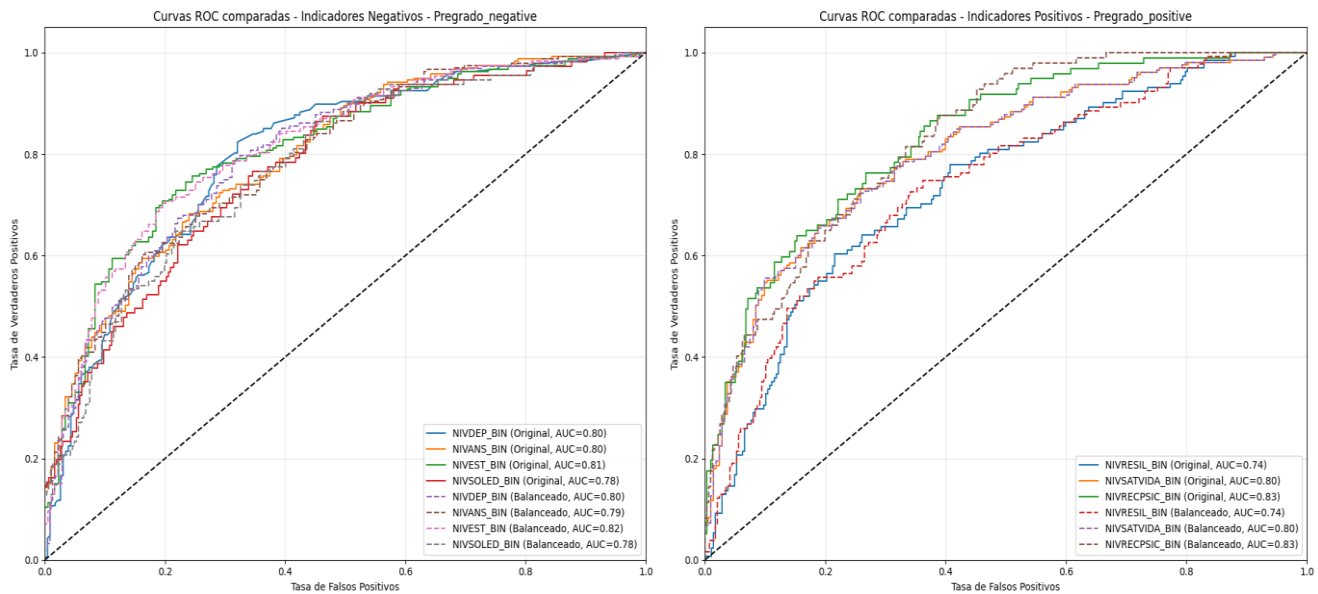 Curvas ROC comparadas - Indicadores Negativos - Pregrado_negative
1.0
0.8
0.6
0.4
0.2
0.0
Tasa de Verdaderos Positivos
NIVDEP_BIN (Original, AUC=0.80)
NIVANS_BIN (Original, AUC=0.80)
NIVEST_BIN (Original, AUC=0.81)
NIVSOLED_BIN (Original, AUC=0.78)
NIVDEP_BIN (Balanceado, AUC=0.80)
NIVANS_BIN (Balanceado, AUC=0.79)
NIVEST_BIN (Balanceado, AUC=0.82)
NIVSOLED_BIN (Balanceado, AUC=0.78)
0.0 0.2 0.4 0.6 0.8 1.0
Tasa de Falsos Positivos
Curvas ROC comparadas - Indicadores Positivos - Pregrado_positive
1.0
0.8
0.6
0.4
0.2
0.0
Tasa de Verdaderos Positivos
NIVRESIL_BIN (Original, AUC=0.74)
NIVSATVIDA_BIN (Original, AUC=0.80)
NIVRECPSIC_BIN (Original, AUC=0.83)
NIVRESIL_BIN (Balanceado, AUC=0.74)
NIVSATVIDA_BIN (Balanceado, AUC=0.80)
NIVRECPSIC_BIN (Balanceado, AUC=0.83)
0.0 0.2 0.4 0.6 0.8 1.0
Tasa de Falsos Positivos